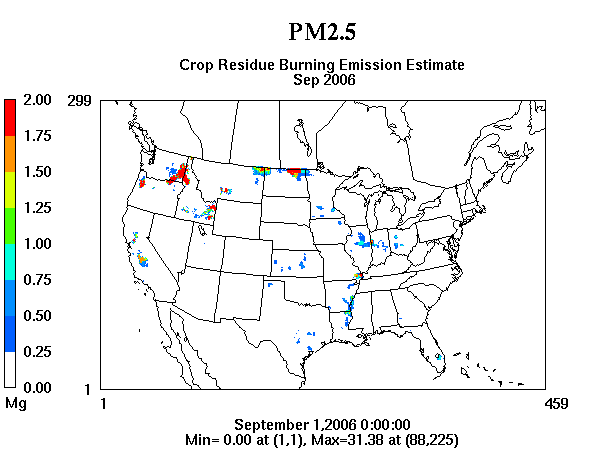 PM2.5
Crop Residue Burning Emission Estimate
Sep 2006
2.00
1.75
1.50
1.25
1.00
0.75
0.50
0.25
0.00
Mg
299
1
1
459
September 1,2006 0:00:00
Min= 0.00 at (1,1), Max=31.38 at (88,225)